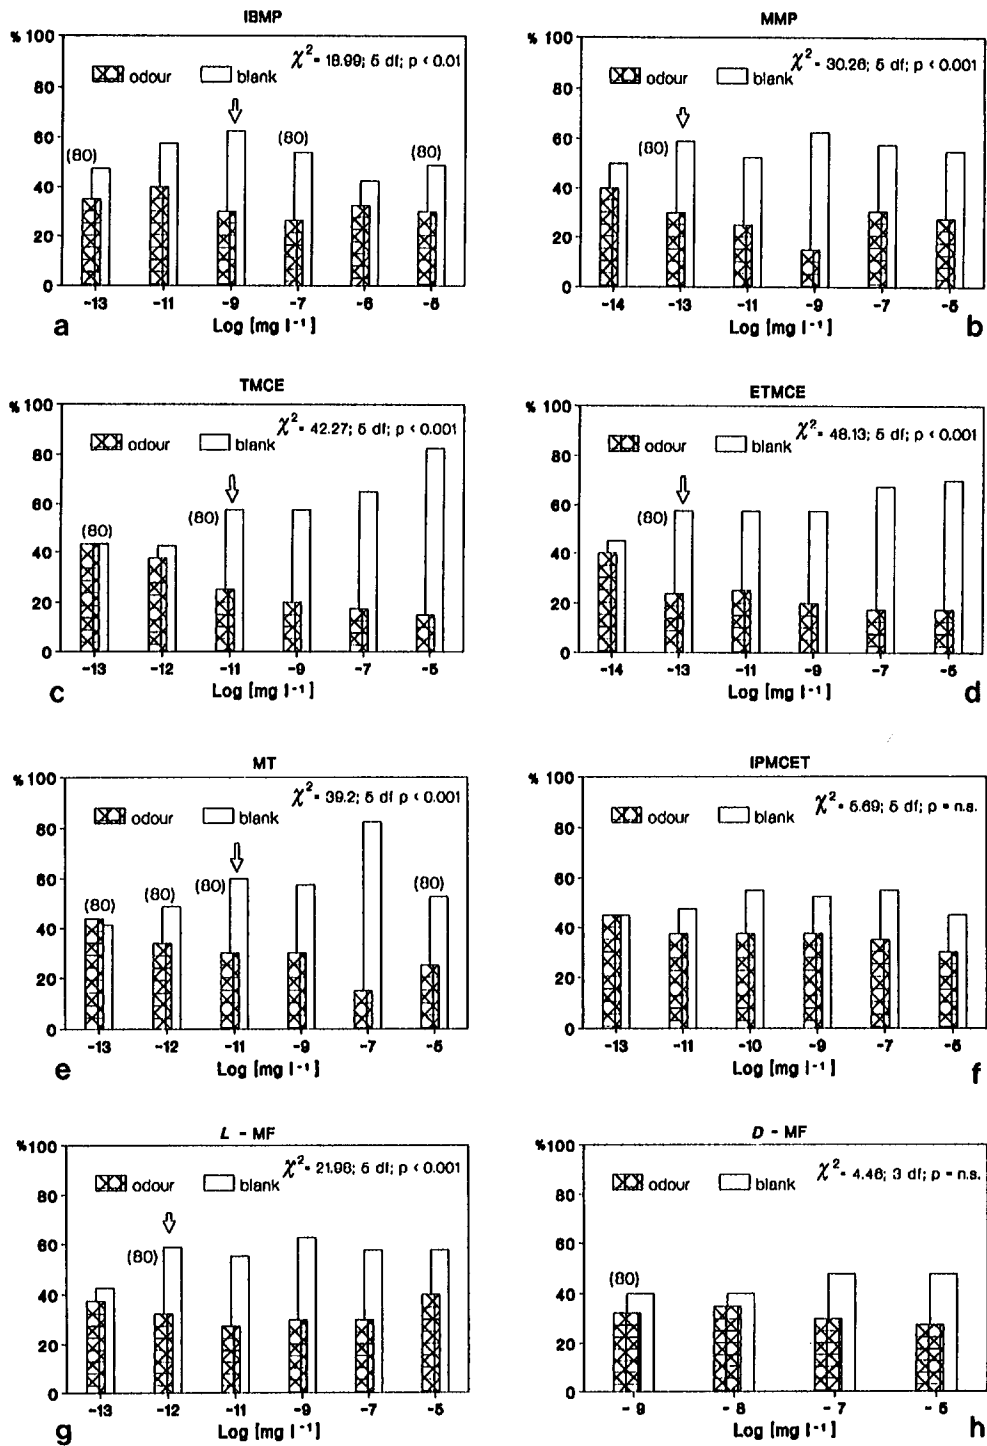 IBMP
% 100
χ² = 18.99; 5 df; p < 0.01
odour blank
80
(80) (80) (80)
60
40
20
0
-13 -11 -9 -7 -6 -5
Log [mg l⁻¹]
a
MMP
% 100
χ² = 30.26; 5 df; p < 0.001
odour blank
80
(80)
60
40
20
0
-14 -13 -11 -9 -7 -5
Log [mg l⁻¹]
b
TMCE
% 100
χ² = 42.27; 5 df; p < 0.001
odour blank
80
(80) (80)
60
40
20
0
-13 -12 -11 -9 -7 -5
Log [mg l⁻¹]
c
ETMCE
% 100
χ² = 48.13; 5 df; p < 0.001
odour blank
80
(80)
60
40
20
0
-14 -13 -11 -9 -7 -5
Log [mg l⁻¹]
d
MT
% 100
χ² = 39.2; 5 df p < 0.001
odour blank
80
(80) (80) (80) (80)
60
40
20
0
-13 -12 -11 -9 -7 -5
Log [mg l⁻¹]
e
IPMCET
% 100
χ² = 5.69; 5 df; p = n.s.
odour blank
80
60
40
20
0
-13 -11 -10 -9 -7 -5
Log [mg l⁻¹]
f
L - MF
% 100
χ² = 21.98; 5 df; p < 0.001
odour blank
80
(80)
60
40
20
0
-13 -12 -11 -9 -7 -5
Log [mg l⁻¹]
g
D - MF
% 100
χ² = 4.46; 3 df; p = n.s.
odour blank
80
(80)
60
40
20
0
- 9 - 8 - 7 - 5
Log [mg l⁻¹]
h